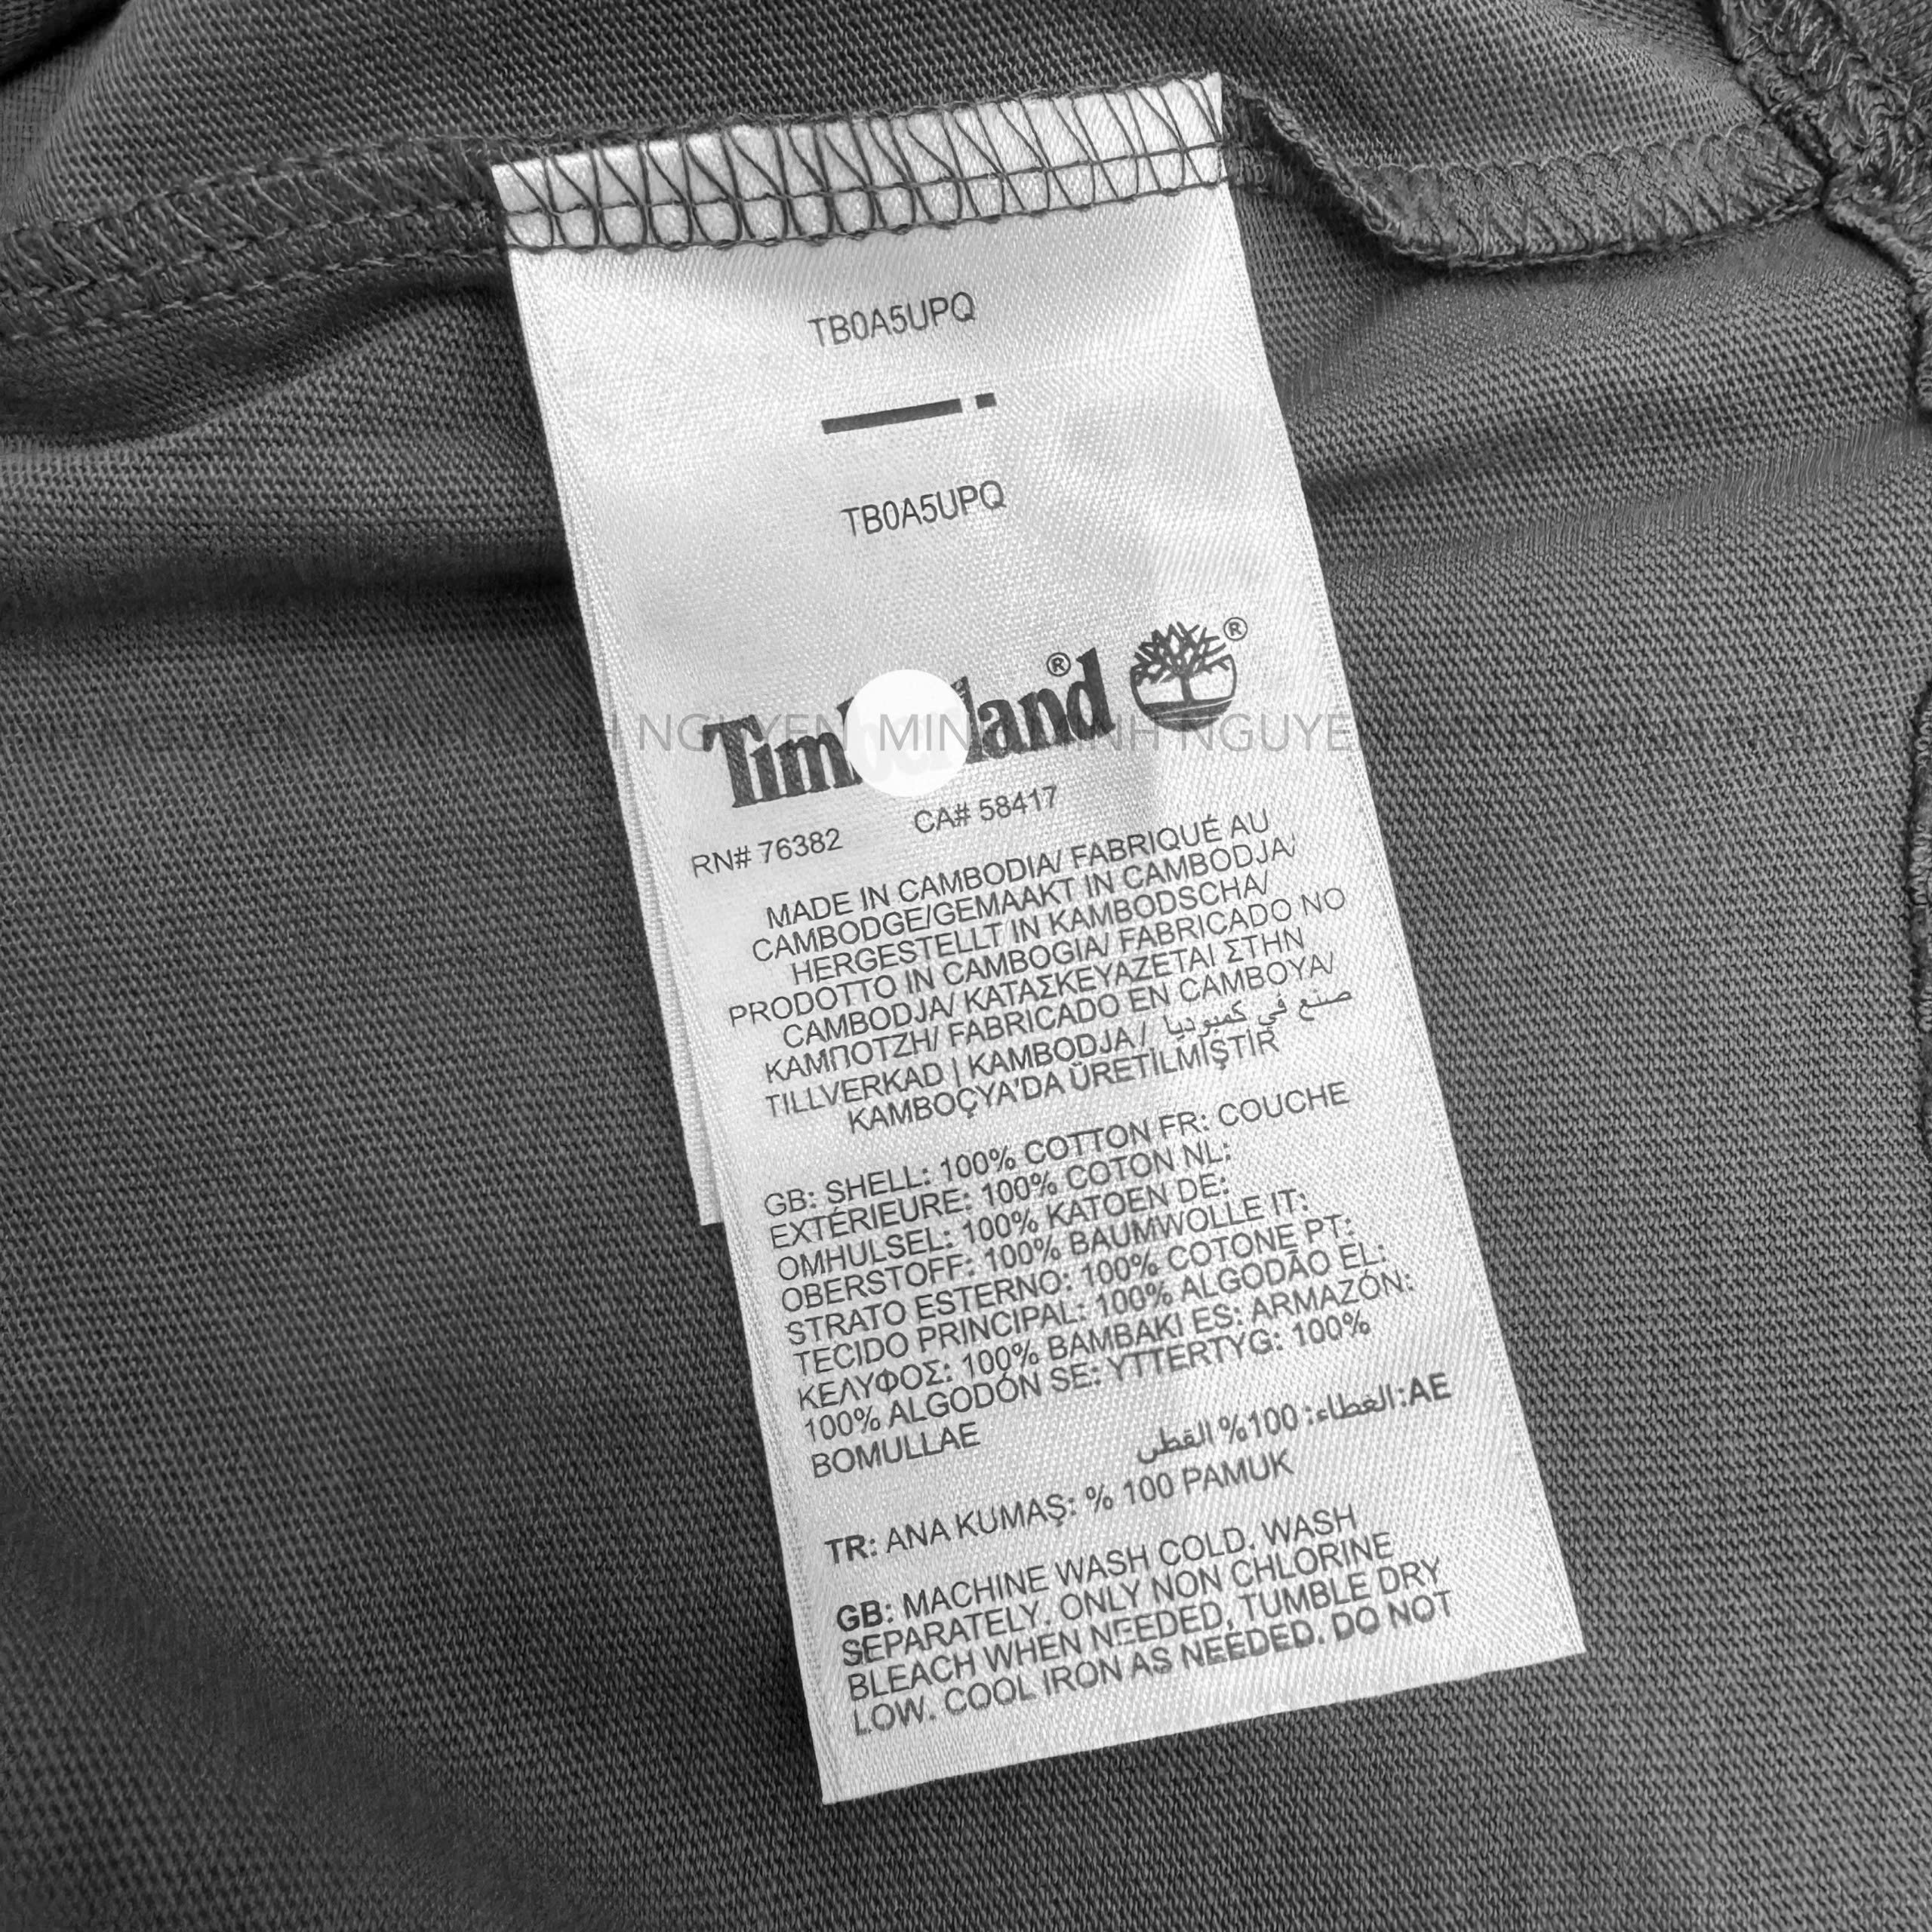 TB0A5UPQ
TB0A5UPQ
Timberland® ®
NGUYEN MINH NGUYE
RN# 76382 CA# 58417
MADE IN CAMBODIA/ FABRIQUÉ AU
CAMBODGE/GEMAAKT IN CAMBODJA/
HERGESTELLT IN KAMBODSCHA/
PRODOTTO IN CAMBOGIA/ FABRICADO NO
CAMBODJA/ ΚΑΤΑΣΚΕΥΑΖΕΤΑΙ ΣΤΗΝ
ΚΑΜΠΟΤΖΗ/ FABRICADO EN CAMBOYA/
TILLVERKAD | KAMBODJA / صنع في كمبوديا
KAMBOÇYA'DA ÜRETİLMİŞTİR
GB: SHELL: 100% COTTON FR: COUCHE
EXTÉRIEURE: 100% COTON NL:
OMHULSEL: 100% KATOEN DE:
OBERSTOFF: 100% BAUMWOLLE IT:
STRATO ESTERNO: 100% COTONE PT:
TECIDO PRINCIPAL: 100% ALGODÃO EL:
ΚΕΛΥΦΟΣ: 100% ΒΑΜΒΑΚΙ ES: ARMAZÓN:
100% ALGODÓN SE: YTTERTYG: 100%
BOMULLAE
AE: الغطاء: 100% القطن
TR: ANA KUMAŞ: % 100 PAMUK
GB: MACHINE WASH COLD. WASH
SEPARATELY. ONLY NON CHLORINE
BLEACH WHEN NEEDED, TUMBLE DRY
LOW. COOL IRON AS NEEDED. DO NOT